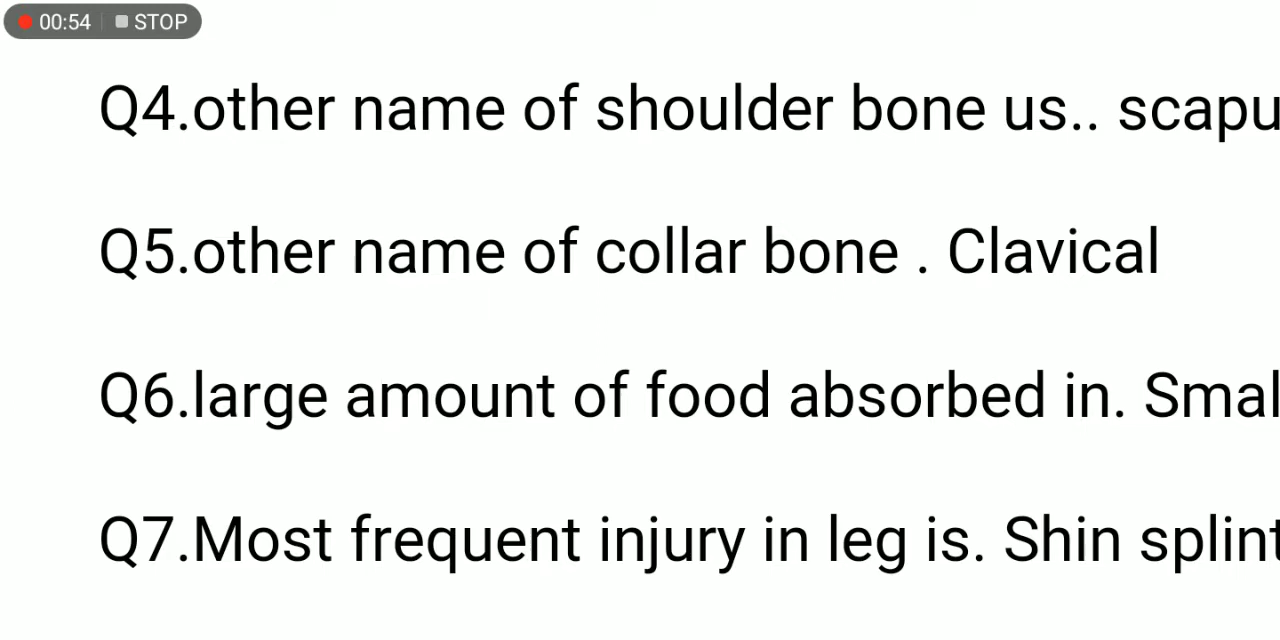 00:54 STOP
Q4.other name of shoulder bone us.. scapu
Q5.other name of collar bone . Clavical
Q6.large amount of food absorbed in. Smal
Q7.Most frequent injury in leg is. Shin splint